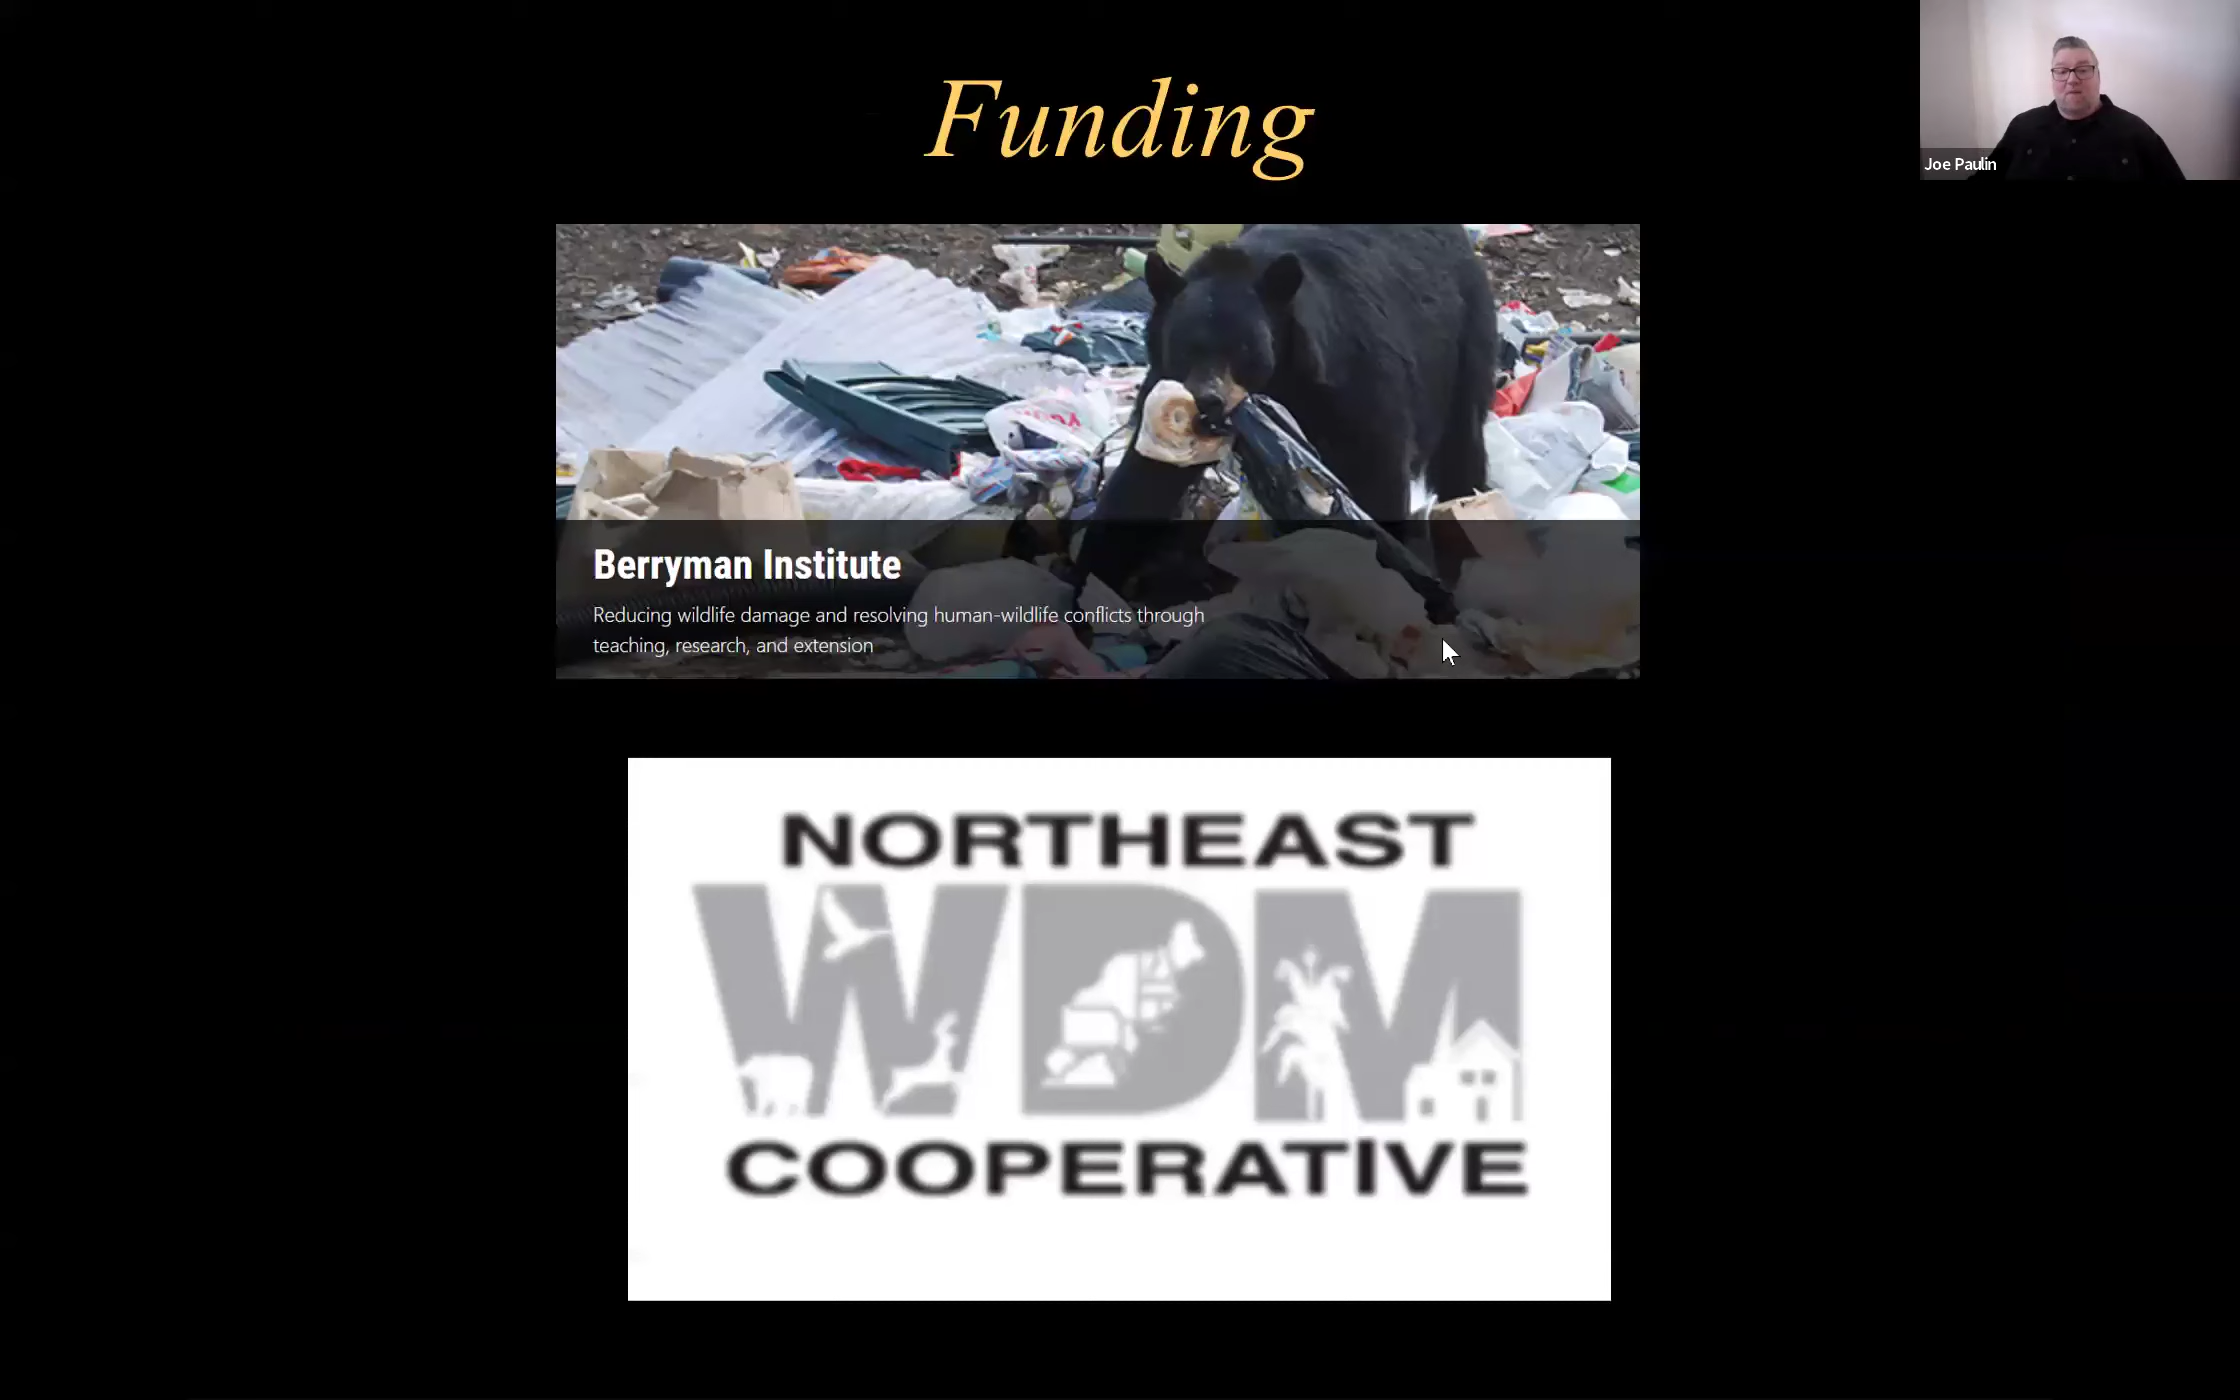 Funding
Joe Paulin
Berryman Institute
Reducing wildlife damage and resolving human-wildlife conflicts through
teaching, research, and extension
NORTHEAST
WDM
COOPERATIVE